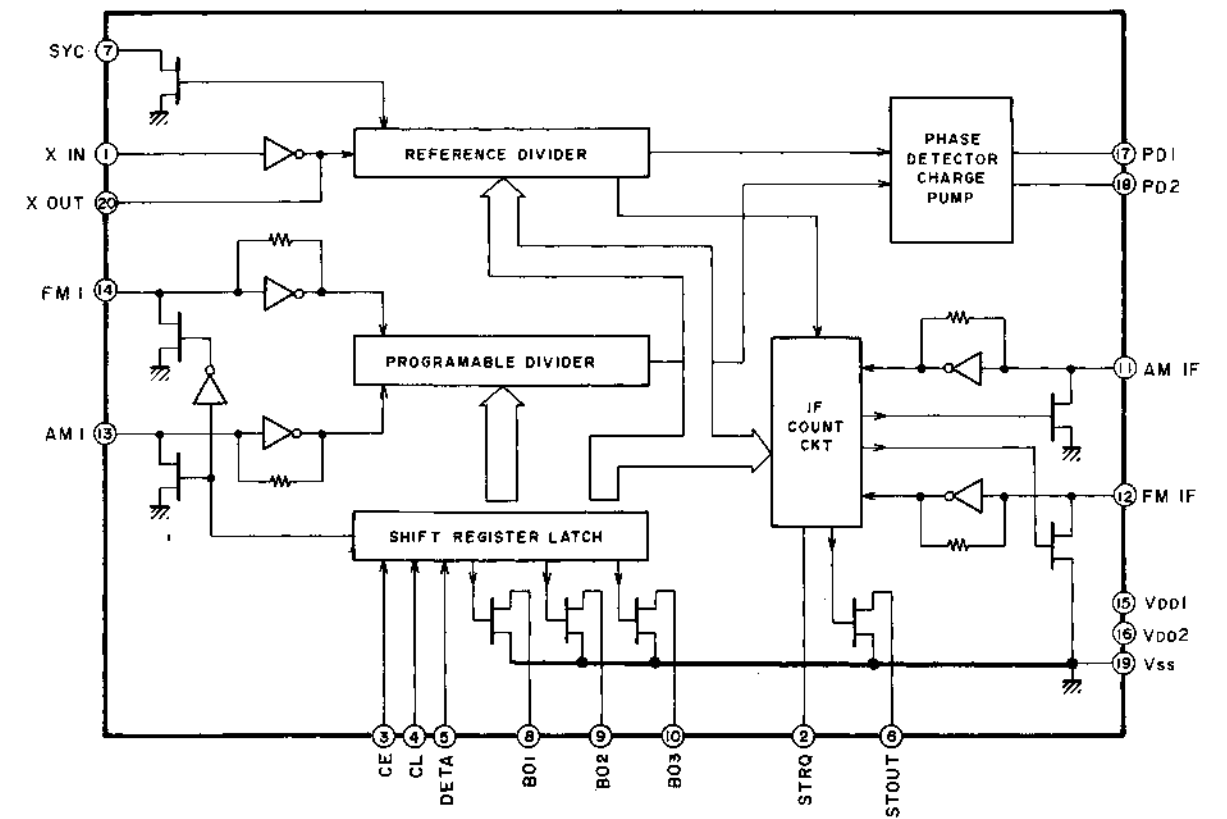 SYC 7
X IN 1
REFERENCE DIVIDER
PHASE
DETECTOR
CHARGE
PUMP
17 PD1
18 PD2
X OUT 20
FM I 14
PROGRAMABLE DIVIDER
AM I 13
IF
COUNT
CKT
11 AM IF
12 FM IF
SHIFT REGISTER LATCH
15 VDD1
16 VDD2
19 VSS
3 CE
4 CL
5 DETA
8 BO1
9 BO2
10 BO3
2 STRQ
6 STOUT